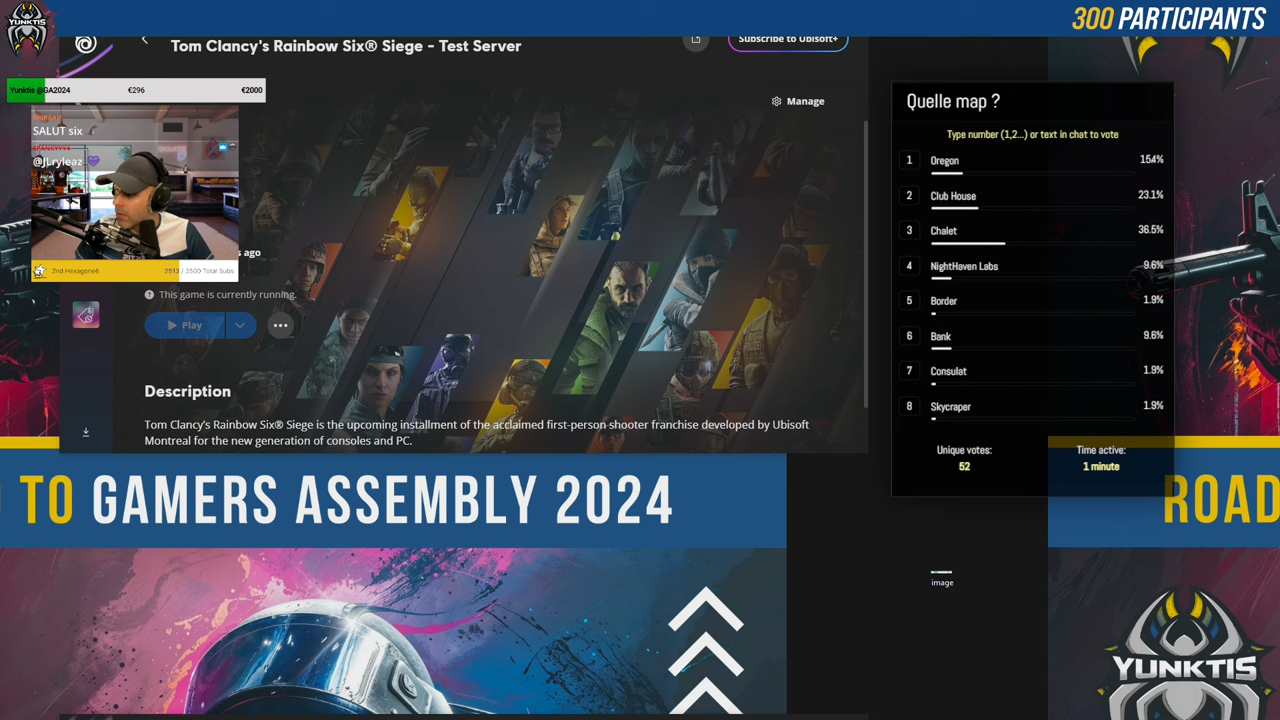 YUNKTIS
300 PARTICIPANTS
Tom Clancy's Rainbow Six® Siege - Test Server
Subscribe to Ubisoft+
Yunktis @GA2024 €296 €2000
Manage
SALUT six
@JLryleaz 💜
2nd Hexagone6 2513 / 2500 Total Subs
s ago
This game is currently running.
Play
Description
Tom Clancy's Rainbow Six® Siege is the upcoming installment of the acclaimed first-person shooter franchise developed by Ubisoft
Montreal for the new generation of consoles and PC.
Quelle map ?
Type number (1,2...) or text in chat to vote
1 Oregon 15.4%
2 Club House 23.1%
3 Chalet 36.5%
4 NightHaven Labs 9.6%
5 Border 1.9%
6 Bank 9.6%
7 Consulat 1.9%
8 Skycraper 1.9%
Unique votes: Time active:
52 1 minute
TO GAMERS ASSEMBLY 2024
ROAD
image
YUNKTIS